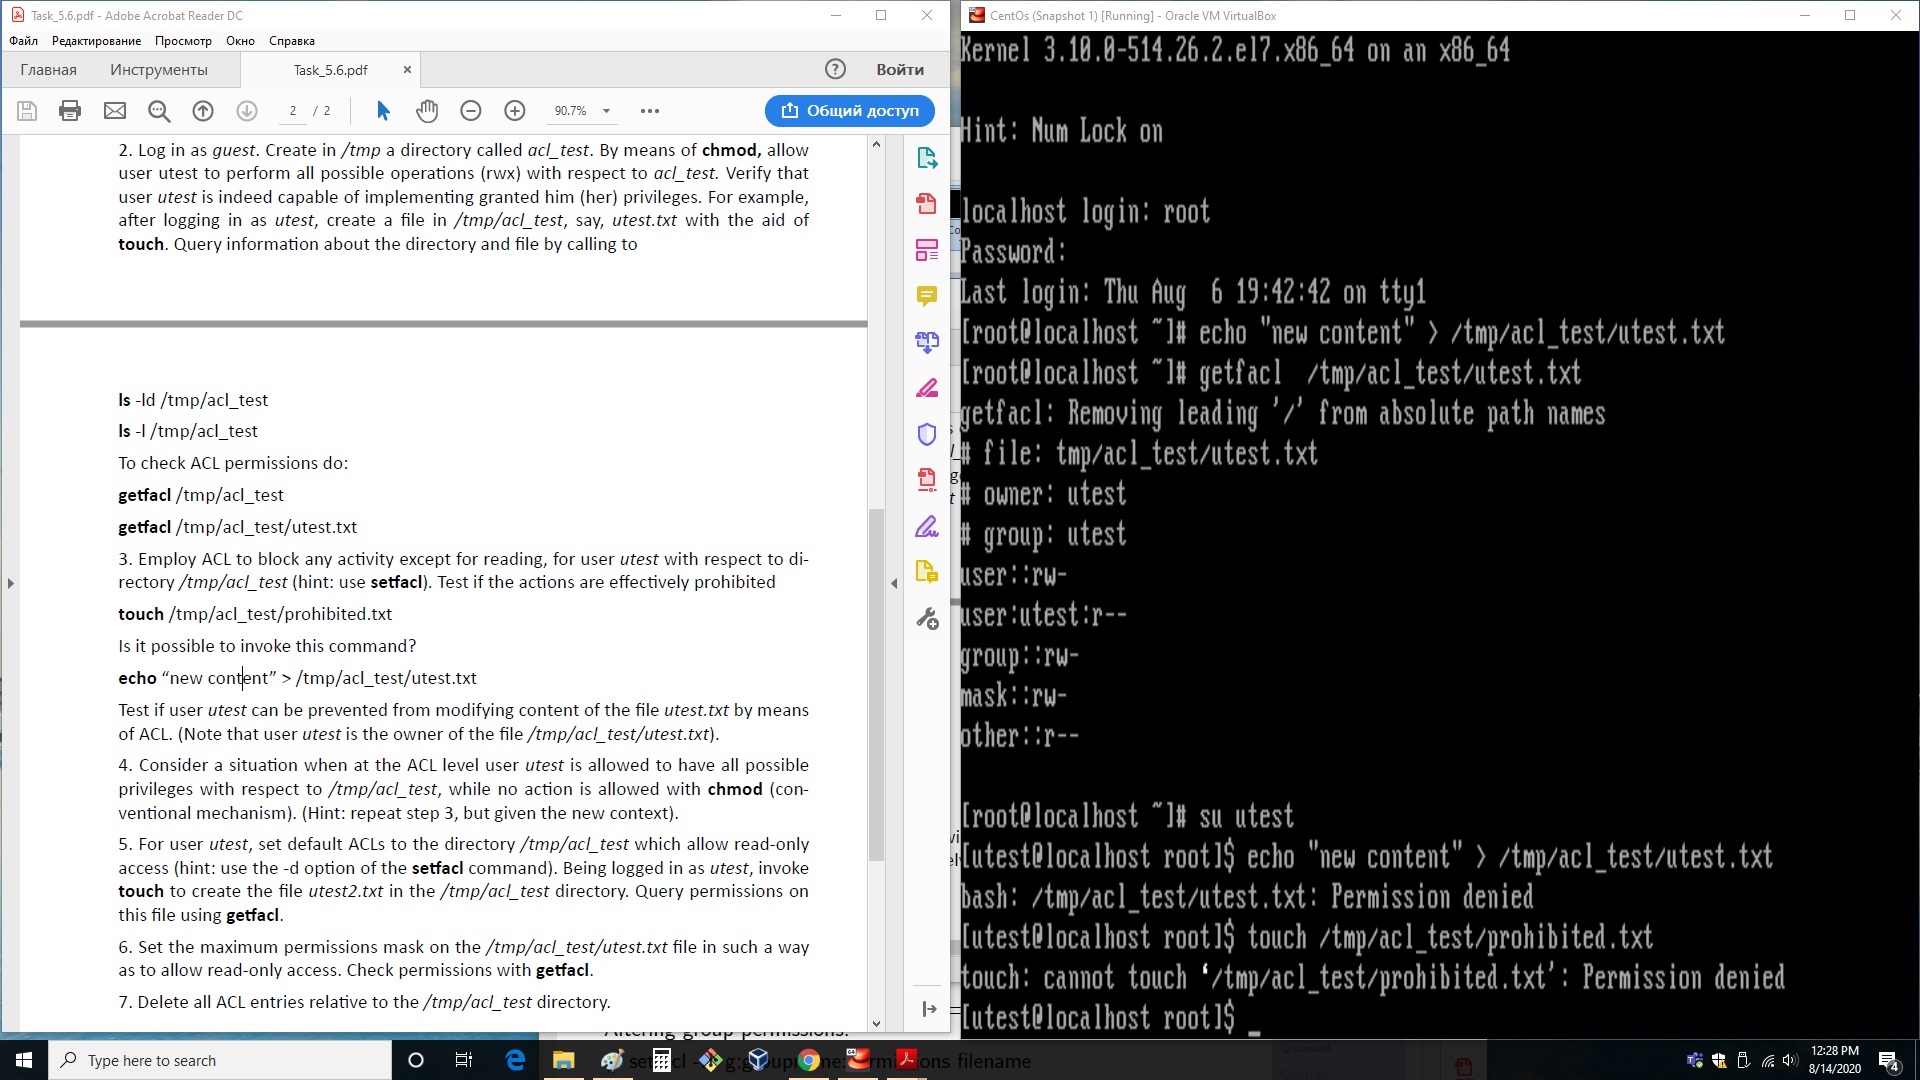 Task_5.6.pdf - Adobe Acrobat Reader DC
Файл Редактирование Просмотр Окно Справка
Главная Инструменты Task_5.6.pdf × Войти
2 / 2 90.7% Общий доступ
2. Log in as guest. Create in /tmp a directory called acl_test. By means of chmod, allow
user utest to perform all possible operations (rwx) with respect to acl_test. Verify that
user utest is indeed capable of implementing granted him (her) privileges. For example,
after logging in as utest, create a file in /tmp/acl_test, say, utest.txt with the aid of
touch. Query information about the directory and file by calling to
ls -ld /tmp/acl_test
ls -l /tmp/acl_test
To check ACL permissions do:
getfacl /tmp/acl_test
getfacl /tmp/acl_test/utest.txt
3. Employ ACL to block any activity except for reading, for user utest with respect to di-
rectory /tmp/acl_test (hint: use setfacl). Test if the actions are effectively prohibited
touch /tmp/acl_test/prohibited.txt
Is it possible to invoke this command?
echo “new content” > /tmp/acl_test/utest.txt
Test if user utest can be prevented from modifying content of the file utest.txt by means
of ACL. (Note that user utest is the owner of the file /tmp/acl_test/utest.txt).
4. Consider a situation when at the ACL level user utest is allowed to have all possible
privileges with respect to /tmp/acl_test, while no action is allowed with chmod (con-
ventional mechanism). (Hint: repeat step 3, but given the new context).
5. For user utest, set default ACLs to the directory /tmp/acl_test which allow read-only
access (hint: use the -d option of the setfacl command). Being logged in as utest, invoke
touch to create the file utest2.txt in the /tmp/acl_test directory. Query permissions on
this file using getfacl.
6. Set the maximum permissions mask on the /tmp/acl_test/utest.txt file in such a way
as to allow read-only access. Check permissions with getfacl.
7. Delete all ACL entries relative to the /tmp/acl_test directory.
CentOs (Snapshot 1) [Running] - Oracle VM VirtualBox
Kernel 3.10.0-514.26.2.el7.x86_64 on an x86_64
Hint: Num Lock on
localhost login: root
Password:
Last login: Thu Aug  6 19:42:42 on tty1
[root@localhost ~]# echo "new content" > /tmp/acl_test/utest.txt
[root@localhost ~]# getfacl  /tmp/acl_test/utest.txt
getfacl: Removing leading '/' from absolute path names
# file: tmp/acl_test/utest.txt
# owner: utest
# group: utest
user::rw-
user:utest:r--
group::rw-
mask::rw-
other::r--
[root@localhost ~]# su utest
[utest@localhost root]$ echo "new content" > /tmp/acl_test/utest.txt
bash: /tmp/acl_test/utest.txt: Permission denied
[utest@localhost root]$ touch /tmp/acl_test/prohibited.txt
touch: cannot touch ‘/tmp/acl_test/prohibited.txt’: Permission denied
[utest@localhost root]$ _
Type here to search
12:28 PM
8/14/2020
4